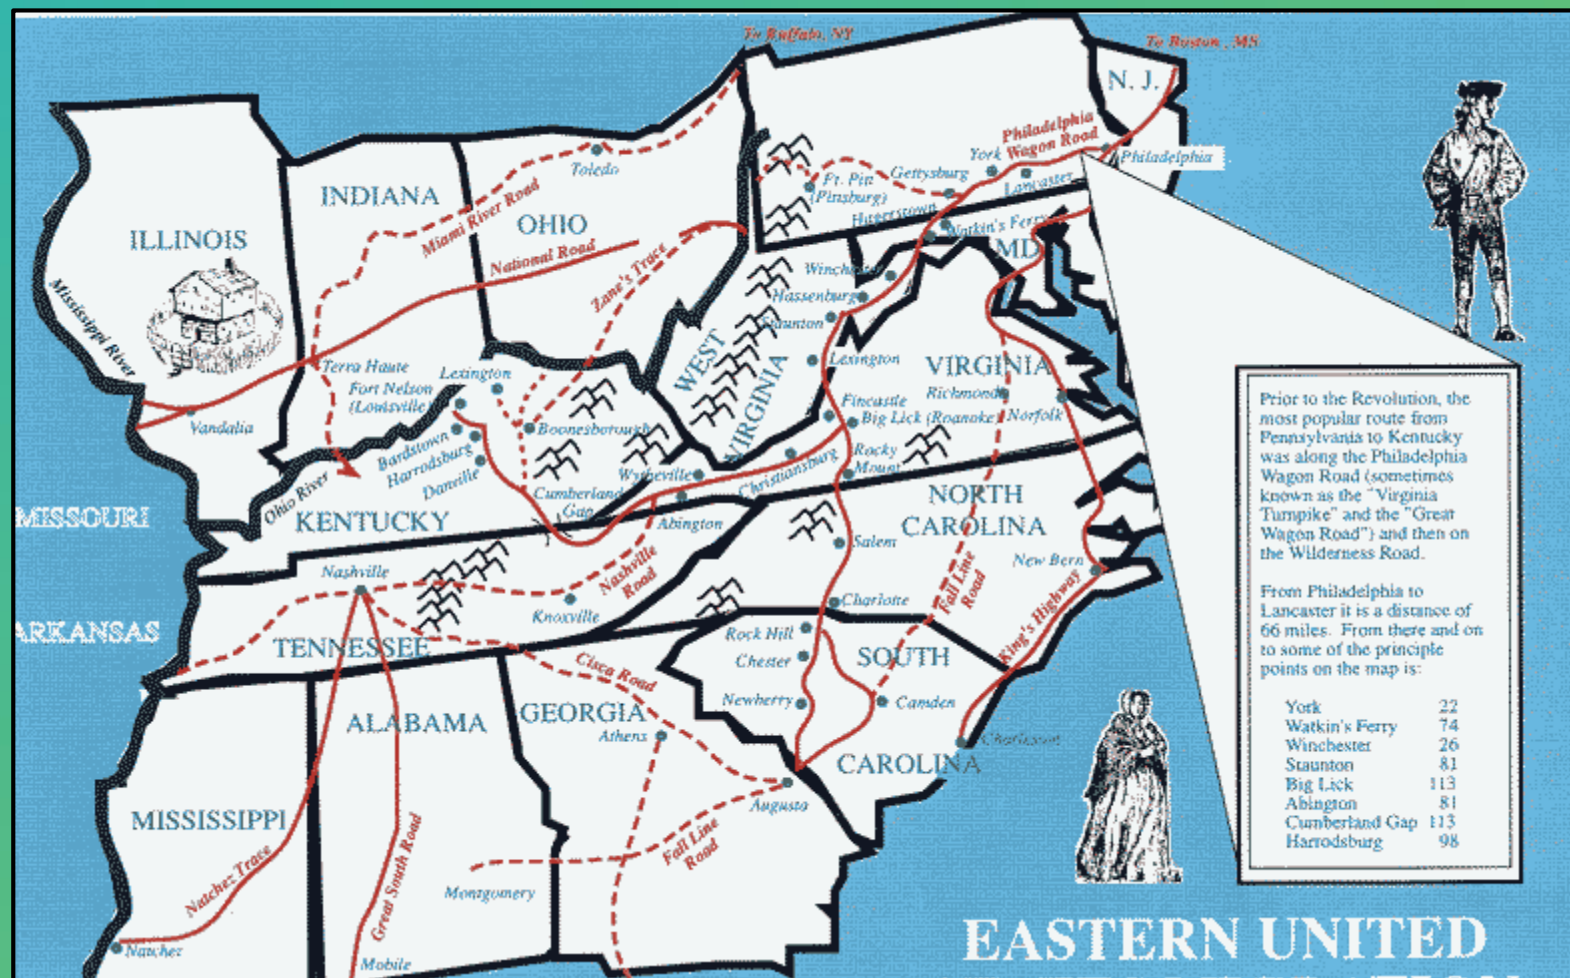 To Buffalo, NY
To Boston , MS
N. J.
Philadelphia
Wagon Road
York
Philadelphia
Gettysburg
Lancaster
Toledo
Ft. Pitt
(Pittsburg)
INDIANA
Miami River Road
OHIO
Hagerstown
Watkin's Ferry
ILLINOIS
National Road
MD
Zane's Trace
Winchester
Mississippi River
Hassenburg
Staunton
WEST
VIRGINIA
Lexington
VIRGINIA
Terra Haute
Lexington
Fort Nelson
(Louisville)
Richmond
Norfolk
Fincastle
Big Lick (Roanoke)
Vandalia
Boonesborough
Bardstown
Harrodsburg
Danville
Rocky
Mount
Wytheville
Christiansburg
Cumberland
Gap
Ohio River
NORTH
CAROLINA
MISSOURI
KENTUCKY
Abington
Salem
New Bern
Nashville
Nashville
Road
Fall Line
Road
Knoxville
Charlotte
King's Highway
ARKANSAS
TENNESSEE
Rock Hill
Chester
SOUTH
Cisca Road
Newberry
Camden
ALABAMA
GEORGIA
Athens
Charleston
CAROLINA
Augusta
MISSISSIPPI
Fall Line
Road
Great South Road
Natchez Trace
Montgomery
Natchez
Mobile
Prior to the Revolution, the
most popular route from
Pennsylvania to Kentucky
was along the Philadelphia
Wagon Road (sometimes
known as the "Virginia
Turnpike" and the "Great
Wagon Road") and then on
the Wilderness Road.
From Philadelphia to
Lancaster it is a distance of
66 miles. From there and on
to some of the principle
points on the map is:
York 22
Watkin's Ferry 74
Winchester 26
Staunton 81
Big Lick 113
Abington 81
Cumberland Gap 113
Harrodsburg 98
EASTERN UNITED